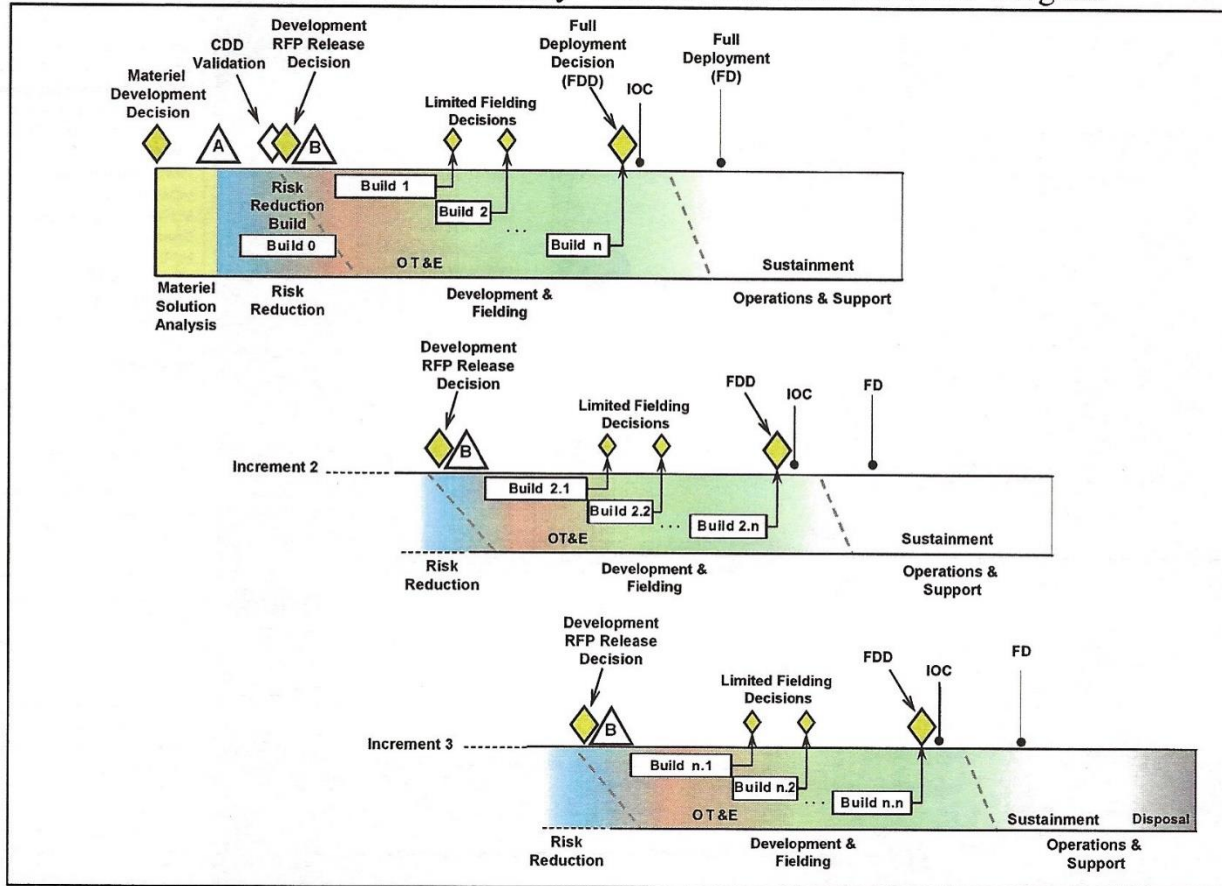 Development
RFP Release
Decision
CDD
Validation
Materiel
Development
Decision
Full
Deployment
Decision
(FDD)
Full
Deployment
(FD)
IOC
Limited Fielding
Decisions
A
B
Risk
Reduction
Build
Build 0
Build 1
Build 2
...
Build n
OT&E
Sustainment
Materiel
Solution
Analysis
Risk
Reduction
Development &
Fielding
Operations & Support
Development
RFP Release
Decision
Limited Fielding
Decisions
FDD
IOC
FD
B
Increment 2
Build 2.1
Build 2.2
...
Build 2.n
OT&E
Sustainment
Risk
Reduction
Development &
Fielding
Operations &
Support
Development
RFP Release
Decision
Limited Fielding
Decisions
FDD
IOC
FD
B
Increment 3
Build n.1
Build n.2
...
Build n.n
OT&E
Sustainment
Disposal
Risk
Reduction
Development &
Fielding
Operations &
Support